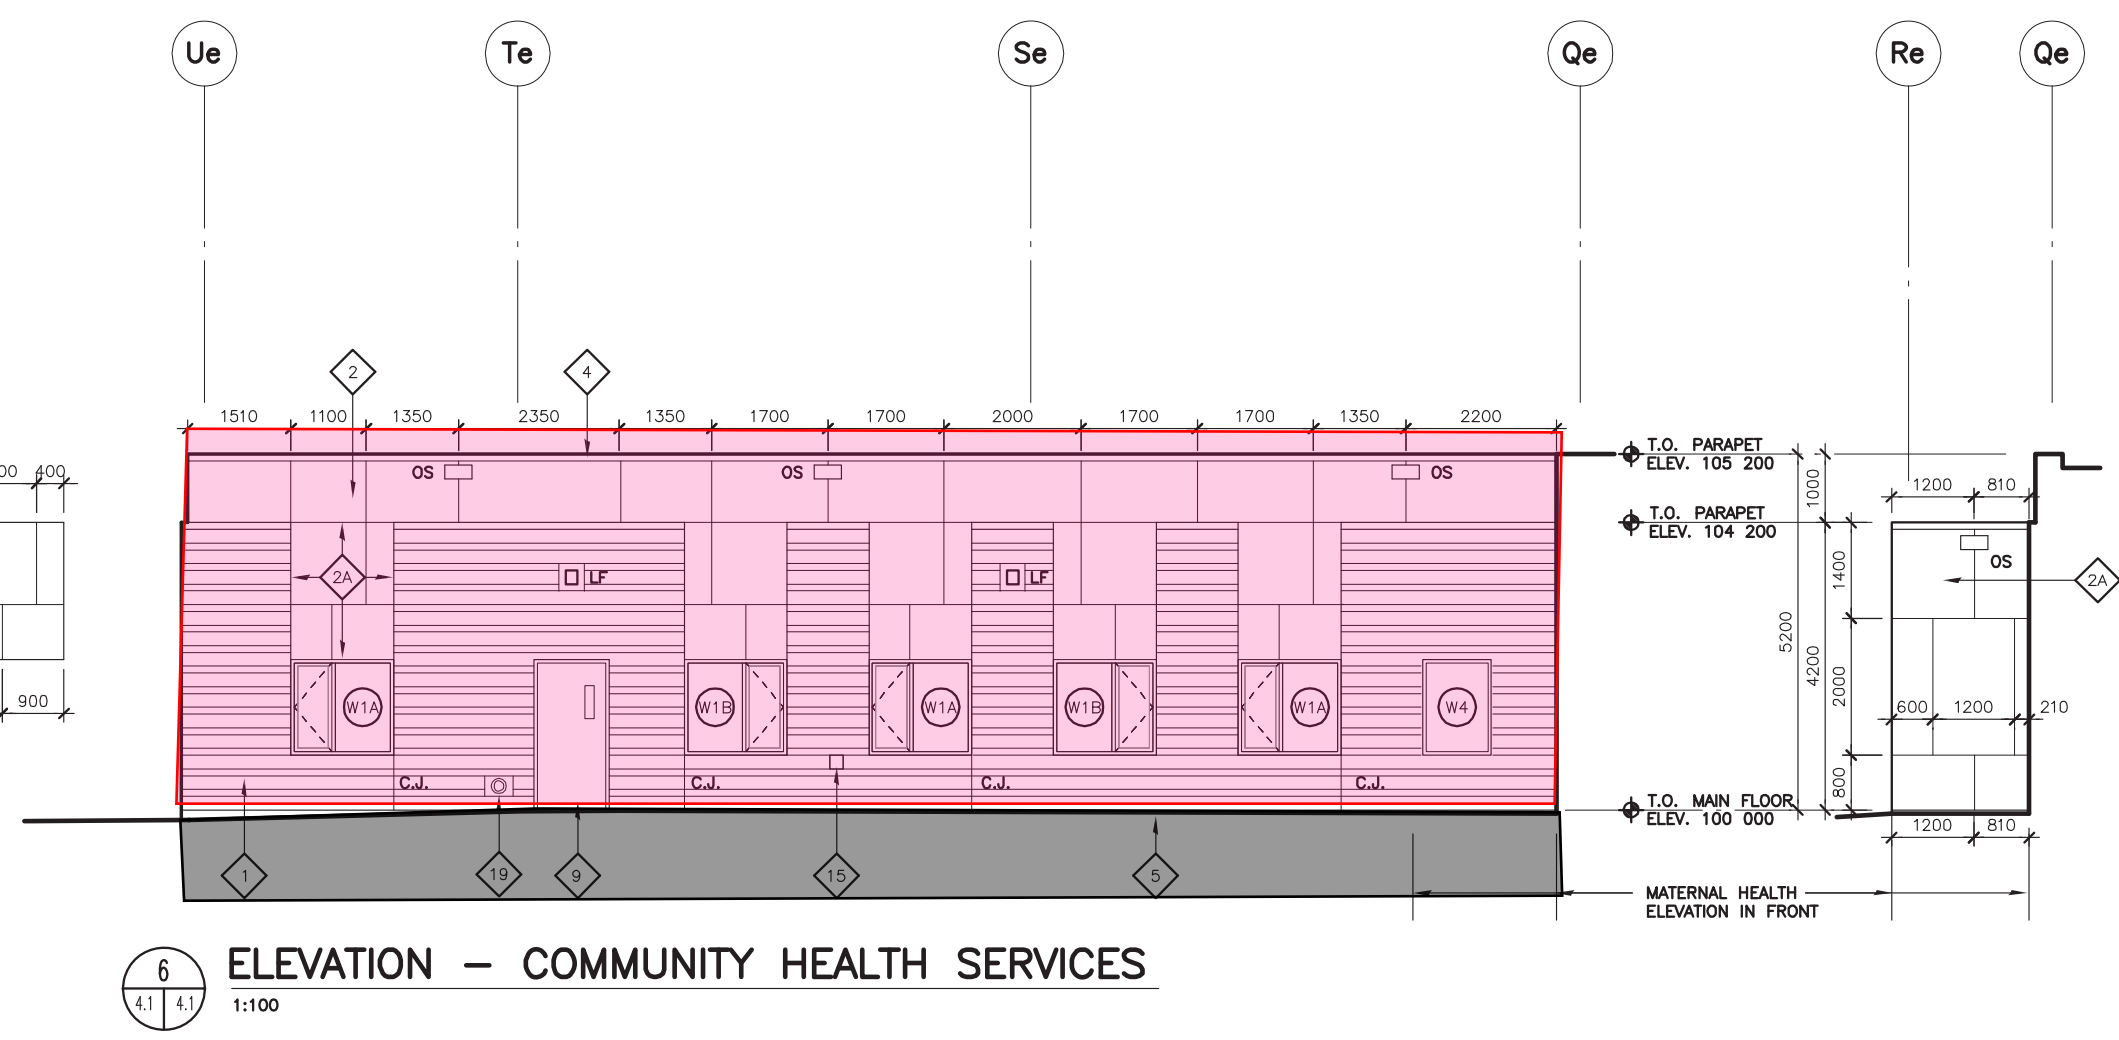 Ue Te Se Qe Re Qe
2 4
1510 1100 1350 2350 1350 1700 1700 2000 1700 1700 1350 2200
T.O. PARAPET
ELEV. 105 200
OS OS OS
400
1000
1200 810
T.O. PARAPET
ELEV. 104 200
OS
2A LF LF
1400
2A
5200
4200
2000
900
W1A W1B W1A W1B W1A W4
600 1200 210
C.J. C.J. C.J. C.J.
800
T.O. MAIN FLOOR
ELEV. 100 000
1200 810
1 19 9 15 5
MATERNAL HEALTH
ELEVATION IN FRONT
6
4.1 4.1
ELEVATION – COMMUNITY HEALTH SERVICES
1:100